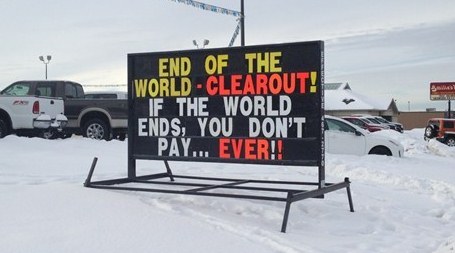 END OF THE
WORLD - CLEAROUT!
IF THE WORLD
ENDS, YOU DON'T
PAY... EVER!!